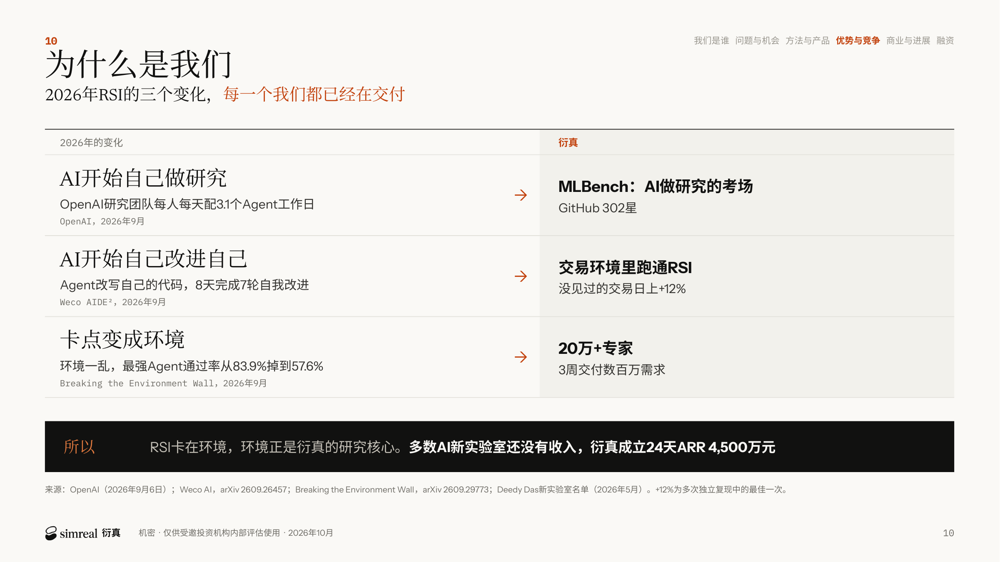 10
我们是谁 问题与机会 方法与产品 优势与竞争 商业与进展 融资
为什么是我们
2026年RSI的三个变化，每一个我们都已经在交付
2026年的变化
衍真
AI开始自己做研究
OpenAI研究团队每人每天配3.1个Agent工作日
OpenAI，2026年9月
→
MLBench：AI做研究的考场
GitHub 302星
AI开始自己改进自己
Agent改写自己的代码，8天完成7轮自我改进
Weco AIDE²，2026年9月
→
交易环境里跑通RSI
没见过的交易日上+12%
卡点变成环境
环境一乱，最强Agent通过率从83.9%掉到57.6%
Breaking the Environment Wall，2026年9月
→
20万+专家
3周交付数百万需求
所以 RSI卡在环境，环境正是衍真的研究核心。多数AI新实验室还没有收入，衍真成立24天ARR 4,500万元
来源：OpenAI（2026年9月6日）；Weco AI，arXiv 2609.26457；Breaking the Environment Wall，arXiv 2609.29773；Deedy Das新实验室名单（2026年5月）。+12%为多次独立复现中的最佳一次。
simreal 衍真 机密 · 仅供受邀投资机构内部评估使用 · 2026年10月
10